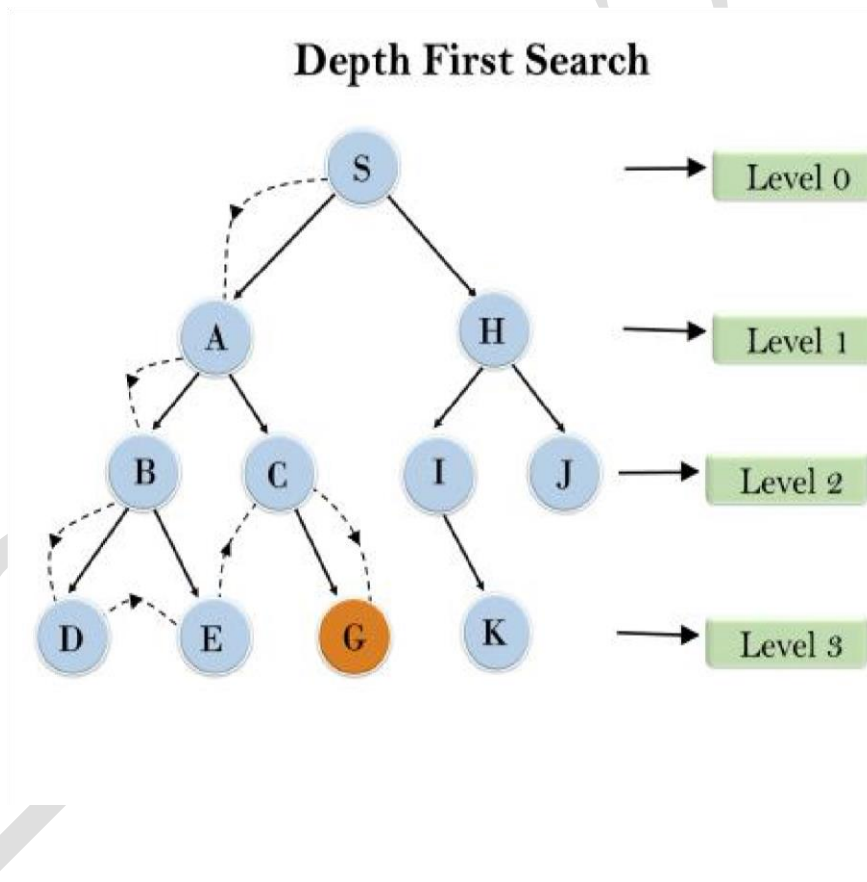 Depth First Search
S
Level 0
A
H
Level 1
B
C
I
J
Level 2
D
E
G
K
Level 3